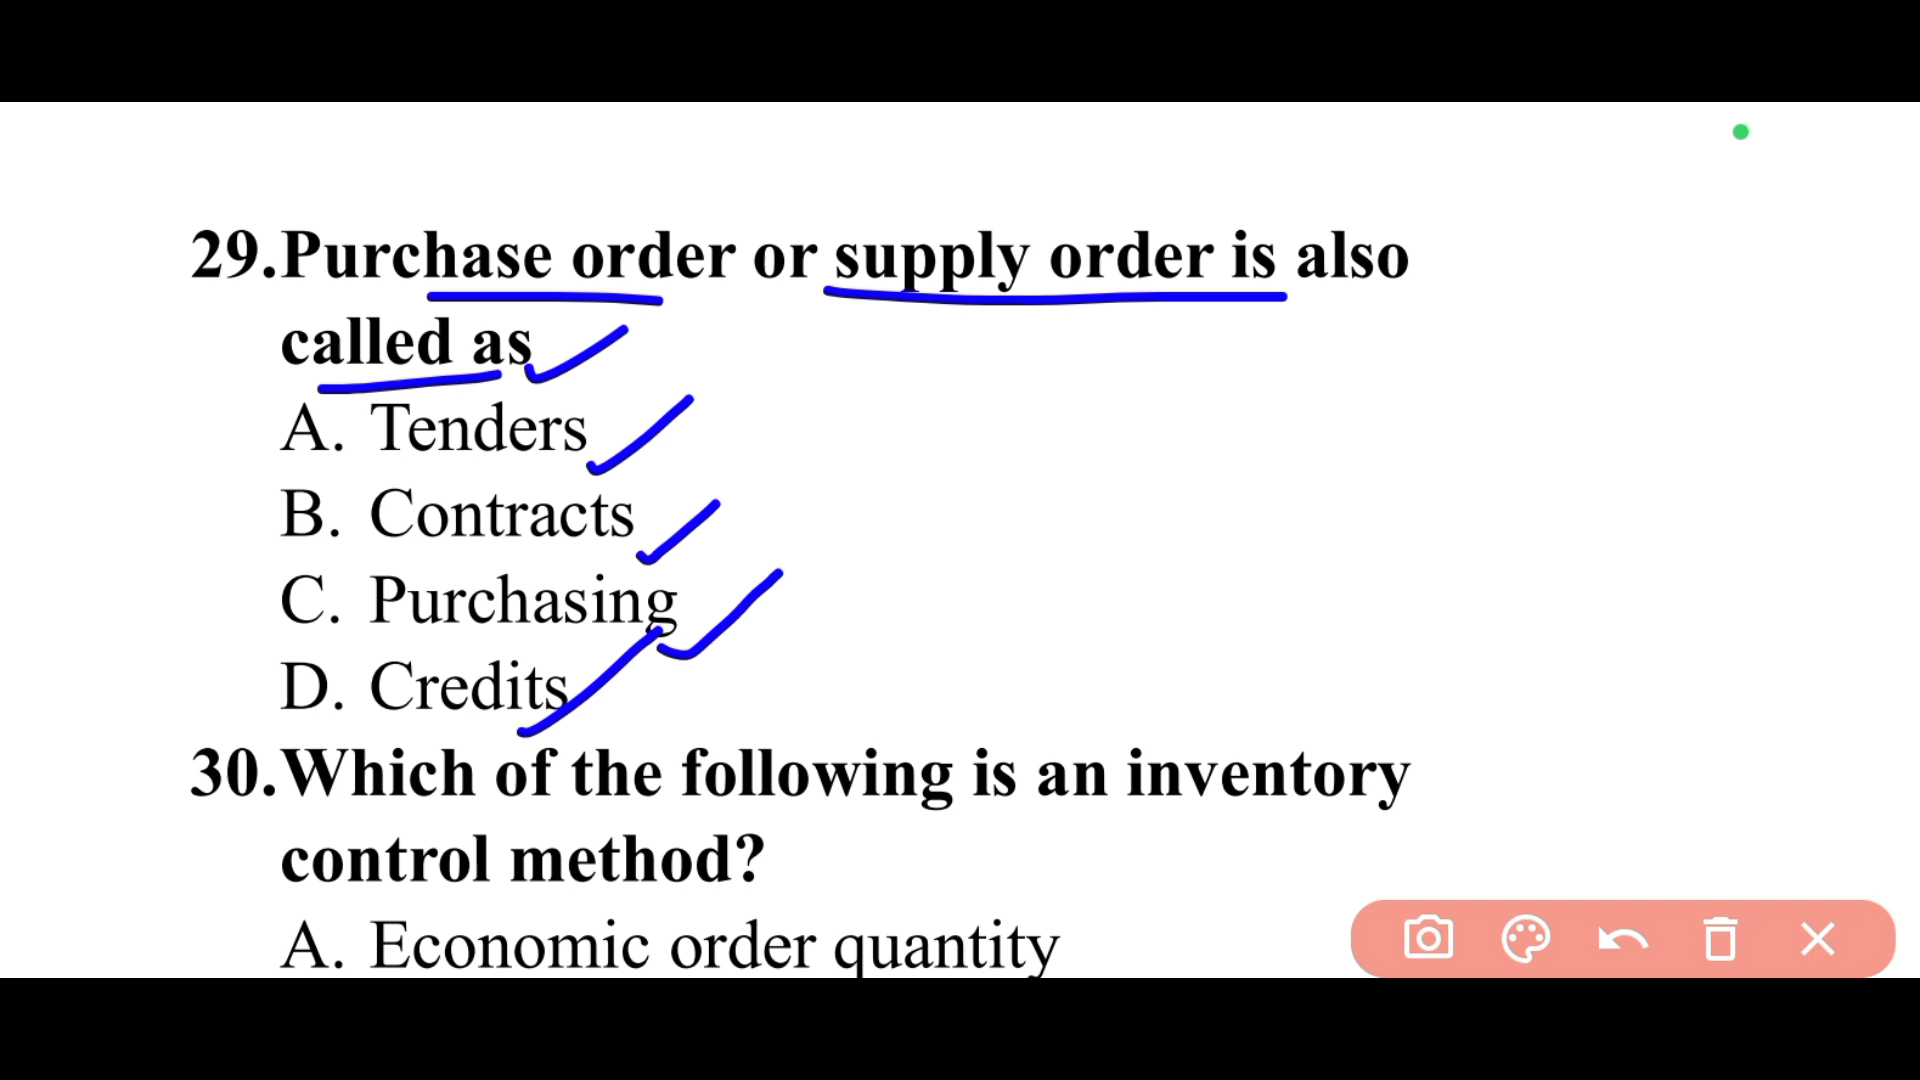 29.Purchase order or supply order is also
called as
A. Tenders
B. Contracts
C. Purchasing
D. Credits
30.Which of the following is an inventory
control method?
A. Economic order quantity